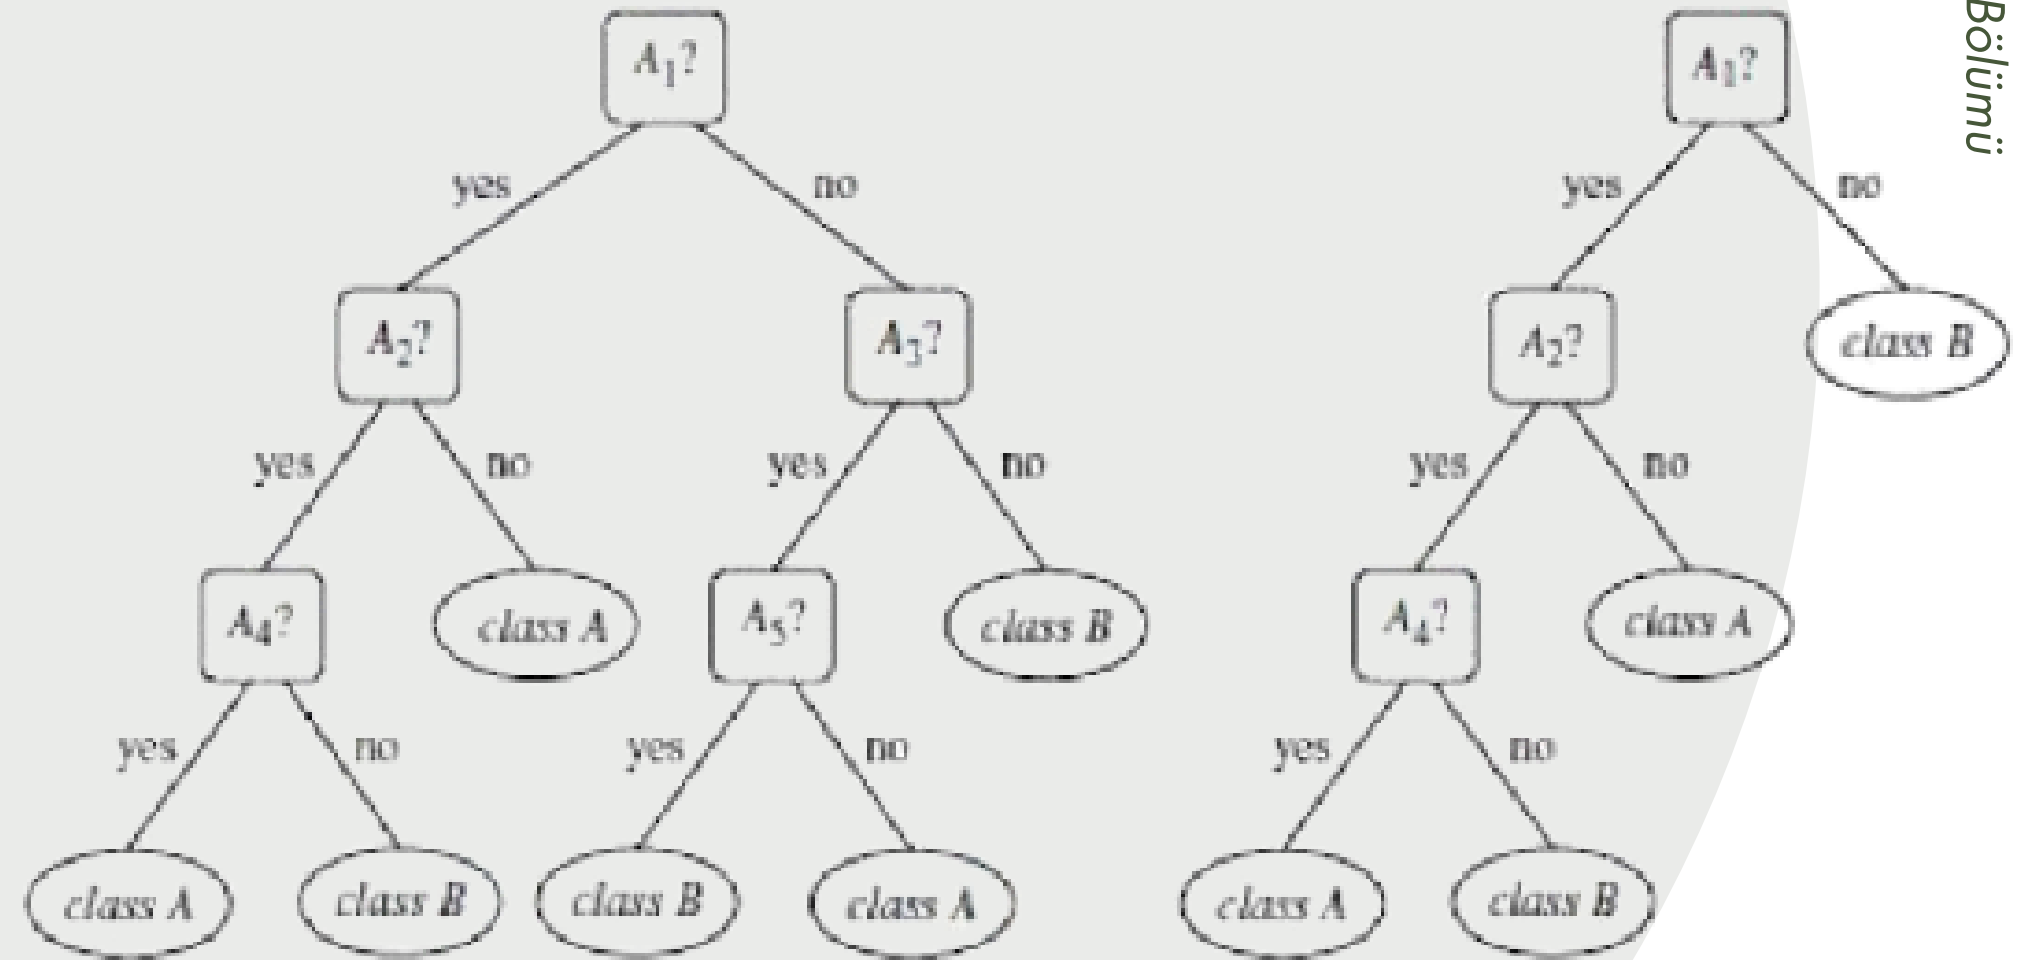 A₁?
yes
no
A₂?
A₃?
yes
no
yes
no
A₄?
class A
A₅?
class B
yes
no
yes
no
class A
class B
class B
class A
A₁?
yes
no
A₂?
class B
yes
no
A₄?
class A
yes
no
class A
class B
Bölümü